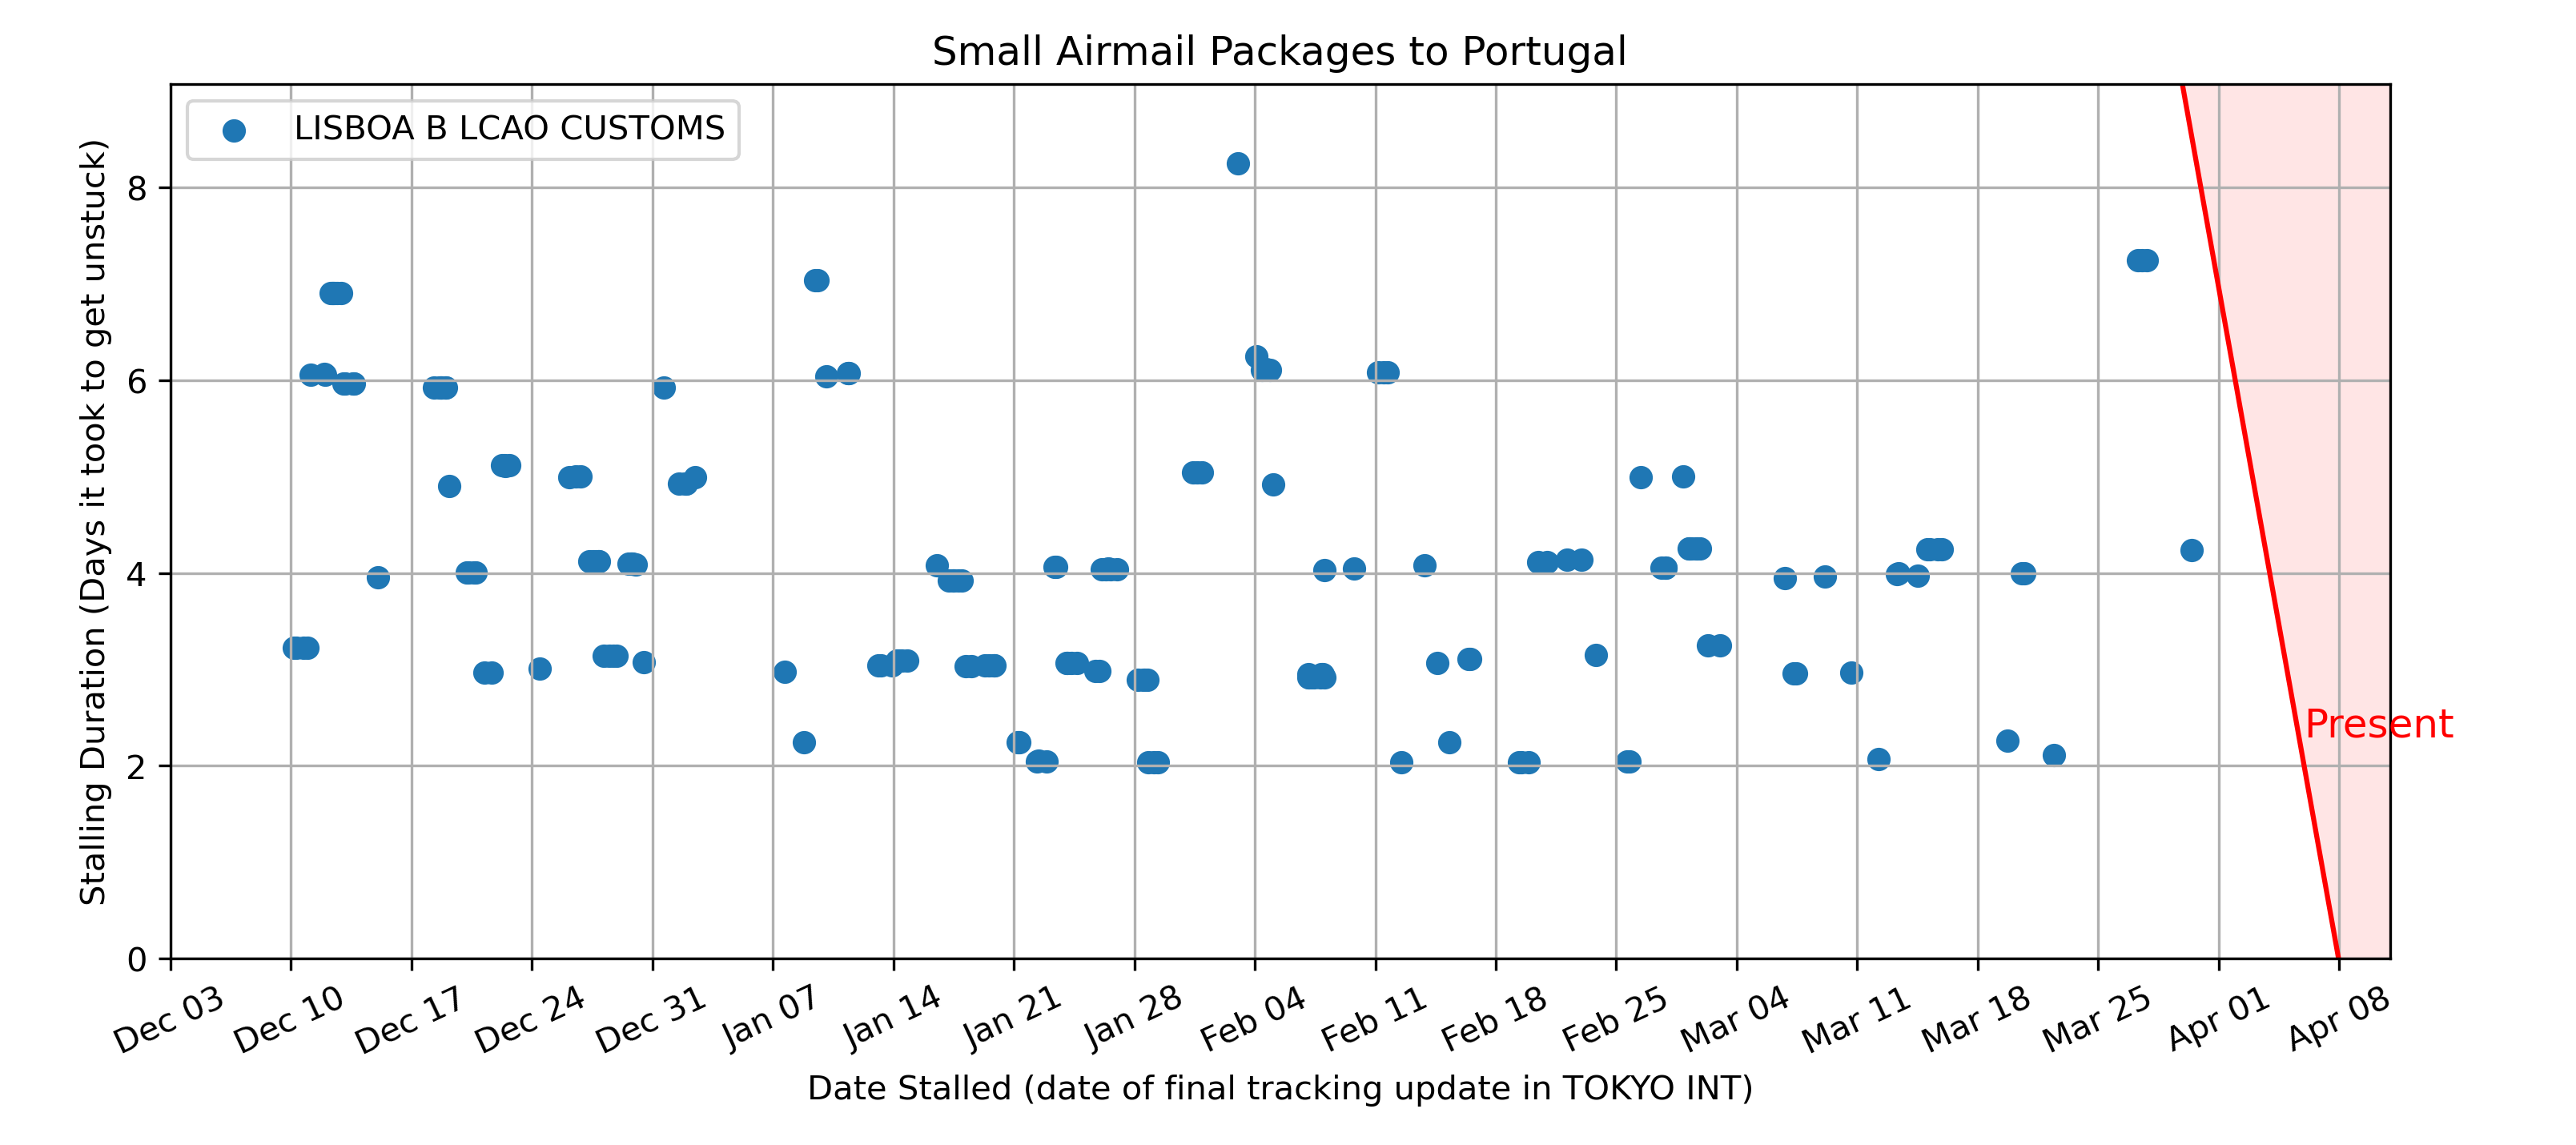 Small Airmail Packages to Portugal
LISBOA B LCAO CUSTOMS
Stalling Duration (Days it took to get unstuck)
8
6
4
2
0
Present
Dec 03
Dec 10
Dec 17
Dec 24
Dec 31
Jan 07
Jan 14
Jan 21
Jan 28
Feb 04
Feb 11
Feb 18
Feb 25
Mar 04
Mar 11
Mar 18
Mar 25
Apr 01
Apr 08
Date Stalled (date of final tracking update in TOKYO INT)